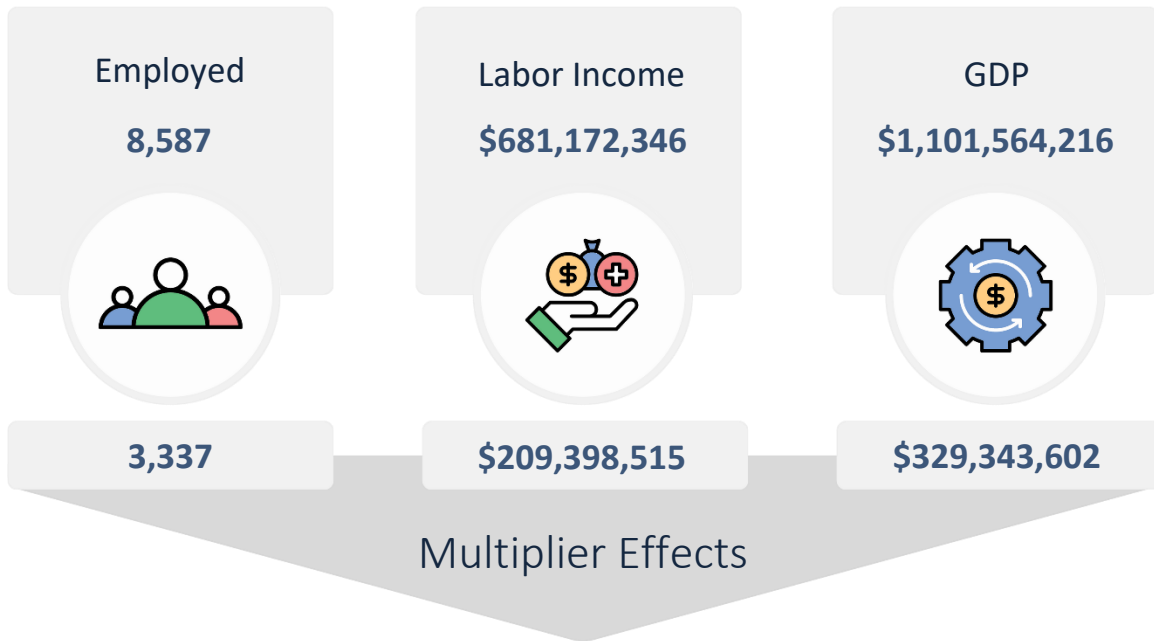 Employed
8,587
Labor Income
$681,172,346
GDP
$1,101,564,216
3,337
$209,398,515
$329,343,602
Multiplier Effects